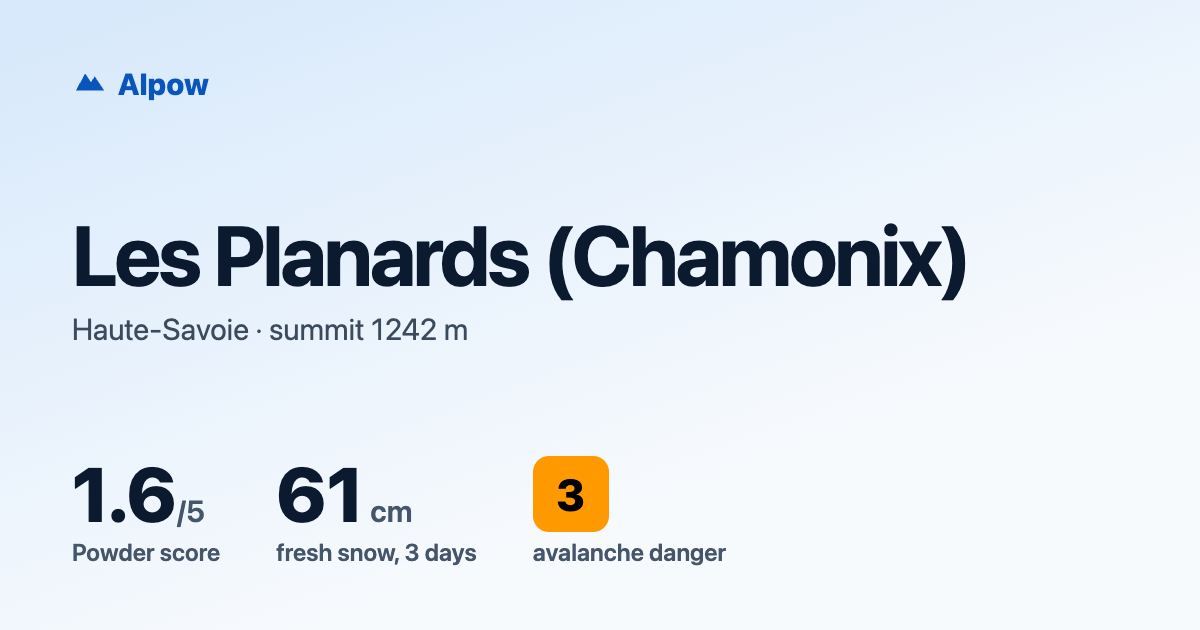 Alpow
Les Planards (Chamonix)
Haute-Savoie · summit 1242 m
1.6/5 61 cm 3
Powder score fresh snow, 3 days avalanche danger